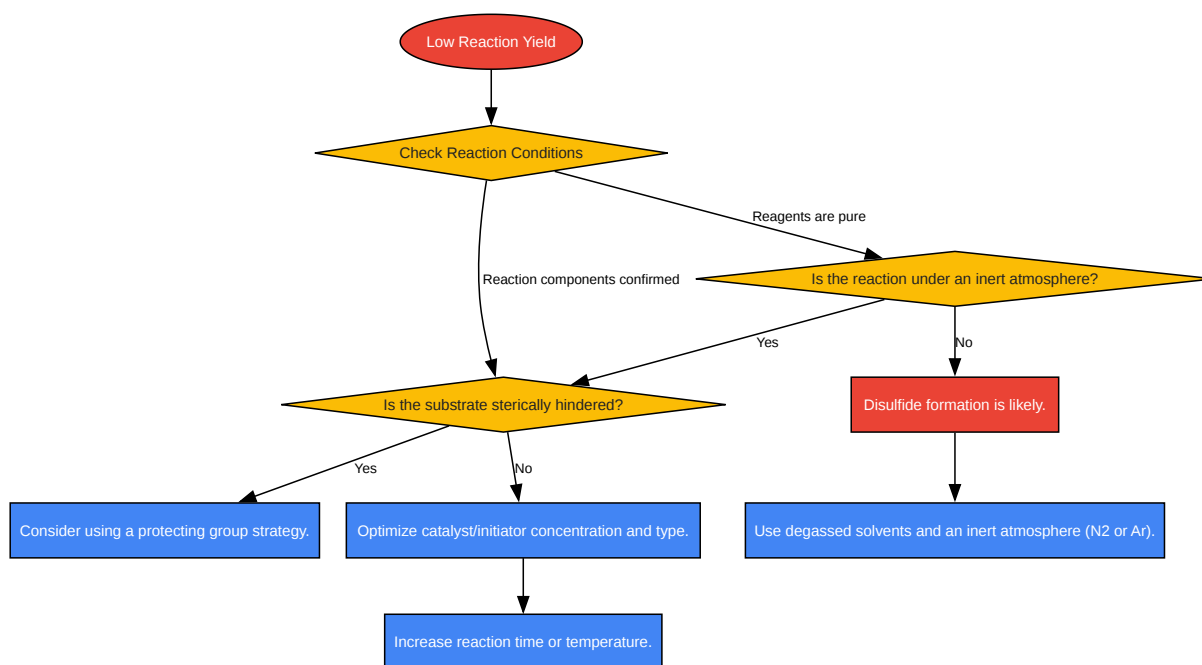 Low Reaction Yield
Check Reaction Conditions
Reagents are pure
Is the reaction under an inert atmosphere?
Reaction components confirmed
Yes
No
Is the substrate sterically hindered?
Disulfide formation is likely.
Yes
No
Consider using a protecting group strategy.
Optimize catalyst/initiator concentration and type.
Use degassed solvents and an inert atmosphere (N2 or Ar).
Increase reaction time or temperature.